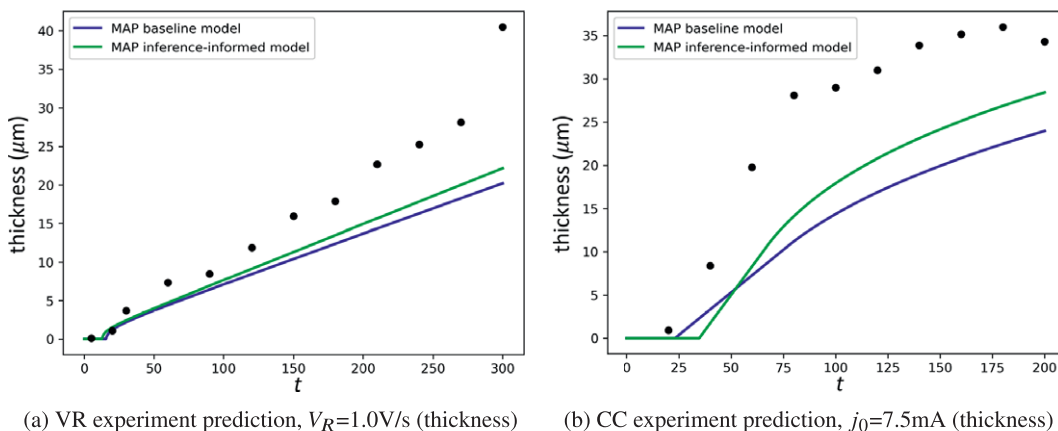 MAP baseline model
MAP inference-informed model
thickness (μm)
40
35
30
25
20
15
10
5
0
0 50 100 150 200 250 300
t
(a) VR experiment prediction, V_R=1.0V/s (thickness)
MAP baseline model
MAP inference-informed model
thickness (μm)
35
30
25
20
15
10
5
0
0 25 50 75 100 125 150 175 200
t
(b) CC experiment prediction, j_0=7.5mA (thickness)